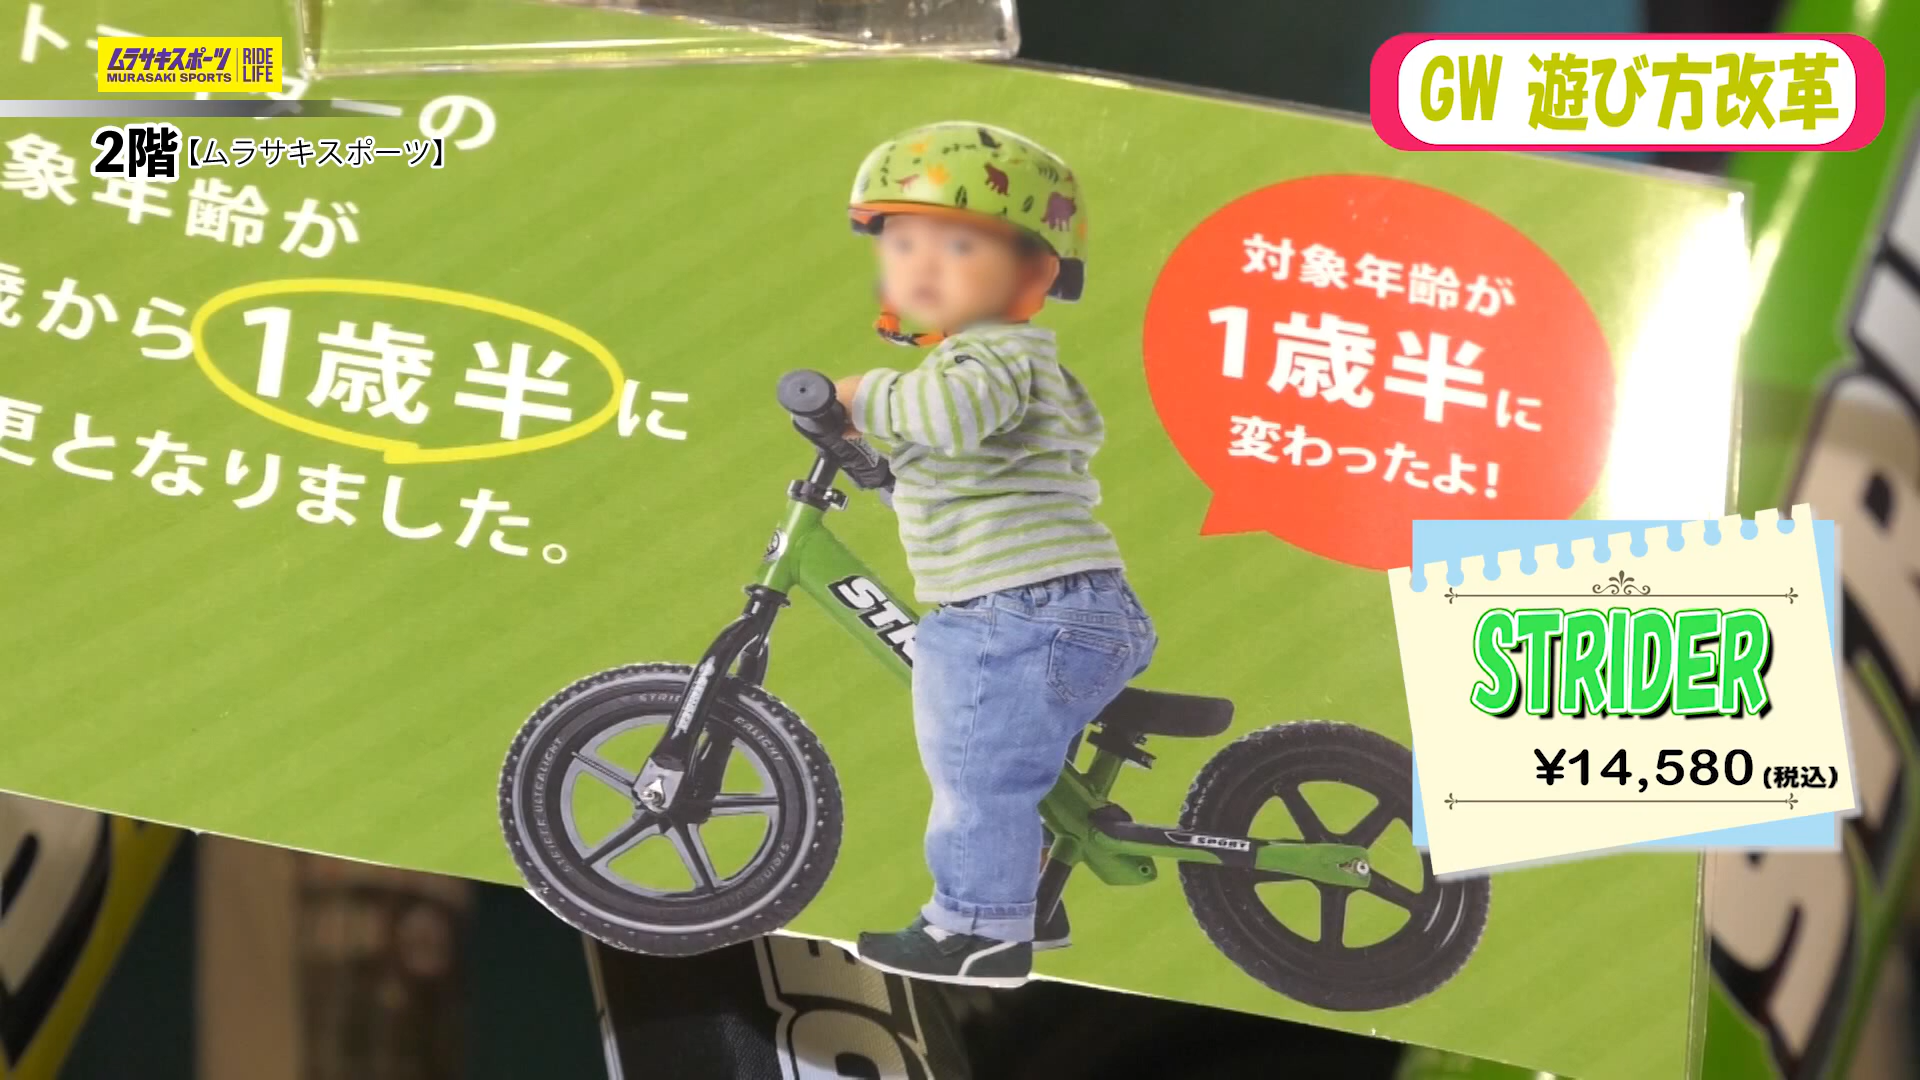 ムラサキスポーツ
MURASAKI SPORTS
RIDE
LIFE
2階【ムラサキスポーツ】
GW 遊び方改革
の
象年齢が
歳から1歳半に
更となりました。
対象年齢が
1歳半に
変わったよ!
STRIDER
¥14,580(税込)
SPORT